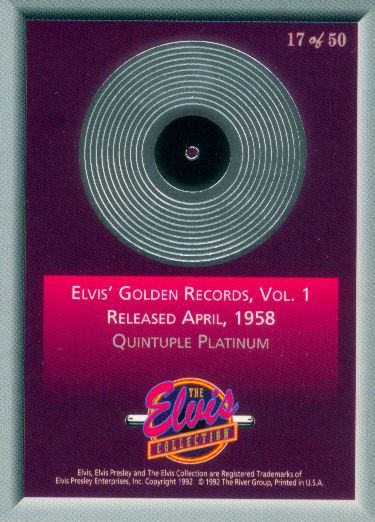 17 of 50
ELVIS' GOLDEN RECORDS, VOL. 1
RELEASED APRIL, 1958
QUINTUPLE PLATINUM
THE
Elvis
COLLECTION
Elvis, Elvis Presley and The Elvis Collection are Registered Trademarks of
Elvis Presley Enterprises, Inc. Copyright 1992 © 1992 The River Group, Printed in U.S.A.